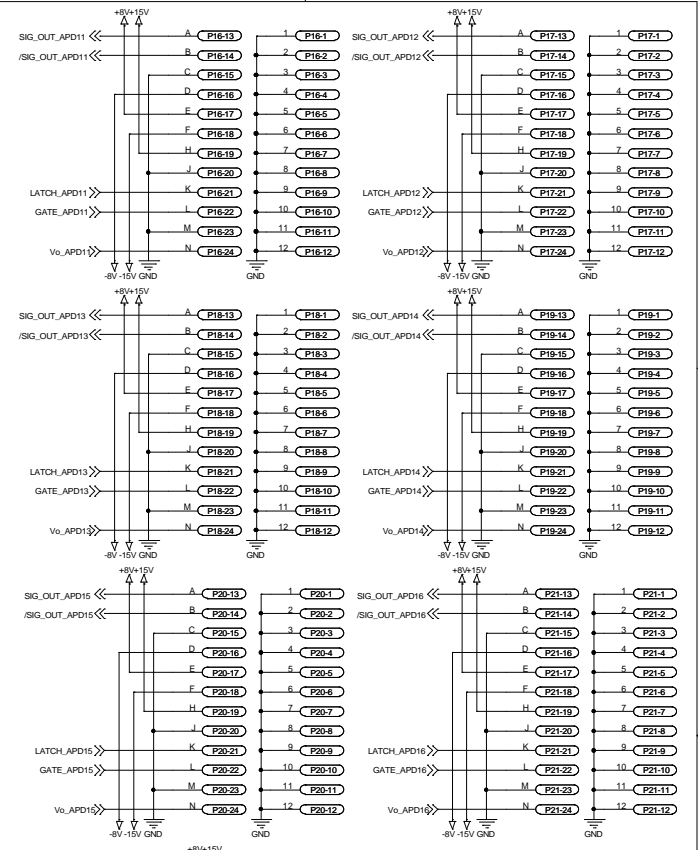 +8V+15V
SIG_OUT_APD11 A P16-13 1 P16-1
/SIG_OUT_APD11 B P16-14 2 P16-2
C P16-15 3 P16-3
D P16-16 4 P16-4
E P16-17 5 P16-5
F P16-18 6 P16-6
H P16-19 7 P16-7
J P16-20 8 P16-8
LATCH_APD11 K P16-21 9 P16-9
GATE_APD11 L P16-22 10 P16-10
M P16-23 11 P16-11
Vo_APD11 N P16-24 12 P16-12
-8V -15V GND GND
+8V+15V
SIG_OUT_APD12 A P17-13 1 P17-1
/SIG_OUT_APD12 B P17-14 2 P17-2
C P17-15 3 P17-3
D P17-16 4 P17-4
E P17-17 5 P17-5
F P17-18 6 P17-6
H P17-19 7 P17-7
J P17-20 8 P17-8
LATCH_APD12 K P17-21 9 P17-9
GATE_APD12 L P17-22 10 P17-10
M P17-23 11 P17-11
Vo_APD12 N P17-24 12 P17-12
-8V -15V GND GND
+8V+15V
SIG_OUT_APD13 A P18-13 1 P18-1
/SIG_OUT_APD13 B P18-14 2 P18-2
C P18-15 3 P18-3
D P18-16 4 P18-4
E P18-17 5 P18-5
F P18-18 6 P18-6
H P18-19 7 P18-7
J P18-20 8 P18-8
LATCH_APD13 K P18-21 9 P18-9
GATE_APD13 L P18-22 10 P18-10
M P18-23 11 P18-11
Vo_APD13 N P18-24 12 P18-12
-8V -15V GND GND
+8V+15V
SIG_OUT_APD14 A P19-13 1 P19-1
/SIG_OUT_APD14 B P19-14 2 P19-2
C P19-15 3 P19-3
D P19-16 4 P19-4
E P19-17 5 P19-5
F P19-18 6 P19-6
H P19-19 7 P19-7
J P19-20 8 P19-8
LATCH_APD14 K P19-21 9 P19-9
GATE_APD14 L P19-22 10 P19-10
M P19-23 11 P19-11
Vo_APD14 N P19-24 12 P19-12
-8V -15V GND GND
+8V+15V
SIG_OUT_APD15 A P20-13 1 P20-1
/SIG_OUT_APD15 B P20-14 2 P20-2
C P20-15 3 P20-3
D P20-16 4 P20-4
E P20-17 5 P20-5
F P20-18 6 P20-6
H P20-19 7 P20-7
J P20-20 8 P20-8
LATCH_APD15 K P20-21 9 P20-9
GATE_APD15 L P20-22 10 P20-10
M P20-23 11 P20-11
Vo_APD15 N P20-24 12 P20-12
-8V -15V GND GND
+8V+15V
SIG_OUT_APD16 A P21-13 1 P21-1
/SIG_OUT_APD16 B P21-14 2 P21-2
C P21-15 3 P21-3
D P21-16 4 P21-4
E P21-17 5 P21-5
F P21-18 6 P21-6
H P21-19 7 P21-7
J P21-20 8 P21-8
LATCH_APD16 K P21-21 9 P21-9
GATE_APD16 L P21-22 10 P21-10
M P21-23 11 P21-11
Vo_APD16 N P21-24 12 P21-12
-8V -15V GND GND
+8V+15V